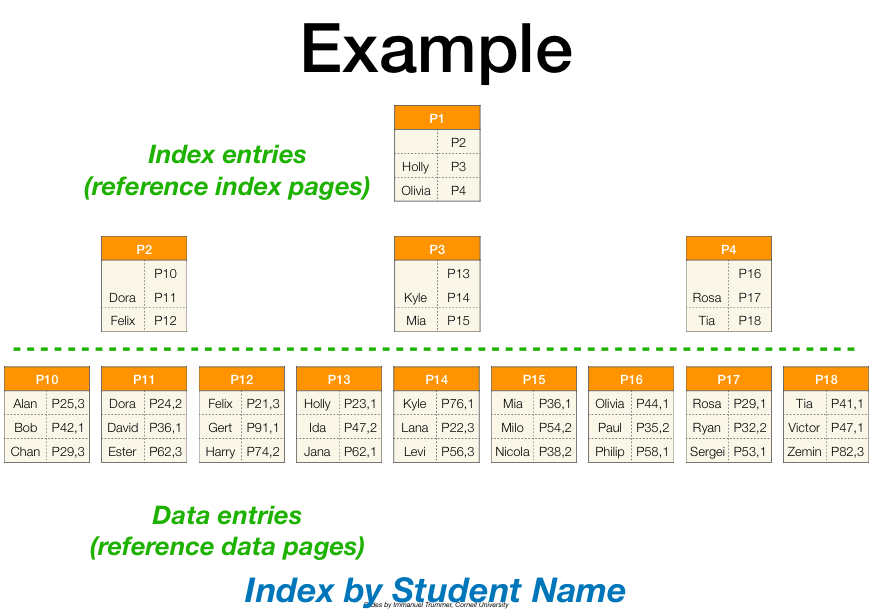 Example
P1
P2
Holly P3
Olivia P4
Index entries
(reference index pages)
P2
P10
Dora P11
Felix P12
P3
P13
Kyle P14
Mia P15
P4
P16
Rosa P17
Tia P18
P10
Alan P25,3
Bob P42,1
Chan P29,3
P11
Dora P24,2
David P36,1
Ester P62,3
P12
Felix P21,3
Gert P91,1
Harry P74,2
P13
Holly P23,1
Ida P47,2
Jana P62,1
P14
Kyle P76,1
Lana P22,3
Levi P56,3
P15
Mia P36,1
Milo P54,2
Nicola P38,2
P16
Olivia P44,1
Paul P35,2
Philip P58,1
P17
Rosa P29,1
Ryan P32,2
Sergei P53,1
P18
Tia P41,1
Victor P47,1
Zemin P82,3
Data entries
(reference data pages)
Index by Student Name
Slides by Immanuel Trummer, Cornell University